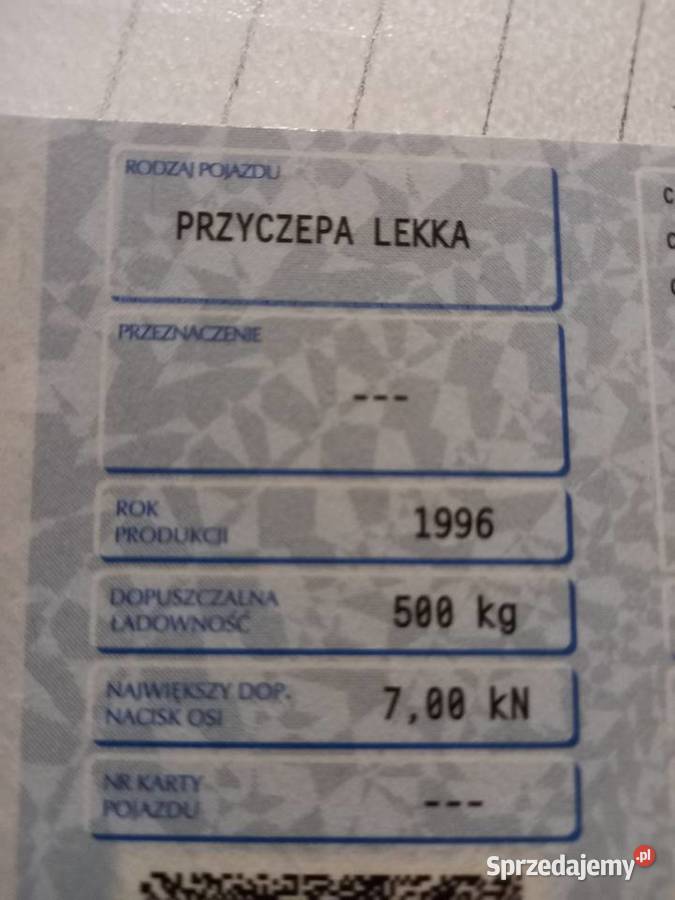 RODZAJ POJAZDU
PRZYCZEPA LEKKA
PRZEZNACZENIE
---
ROK
PRODUKCJI
1996
DOPUSZCZALNA
ŁADOWNOŚĆ
500 kg
NAJWIĘKSZY DOP.
NACISK OSI
7,00 kN
NR KARTY
POJAZDU
---
Sprzedajemy.pl